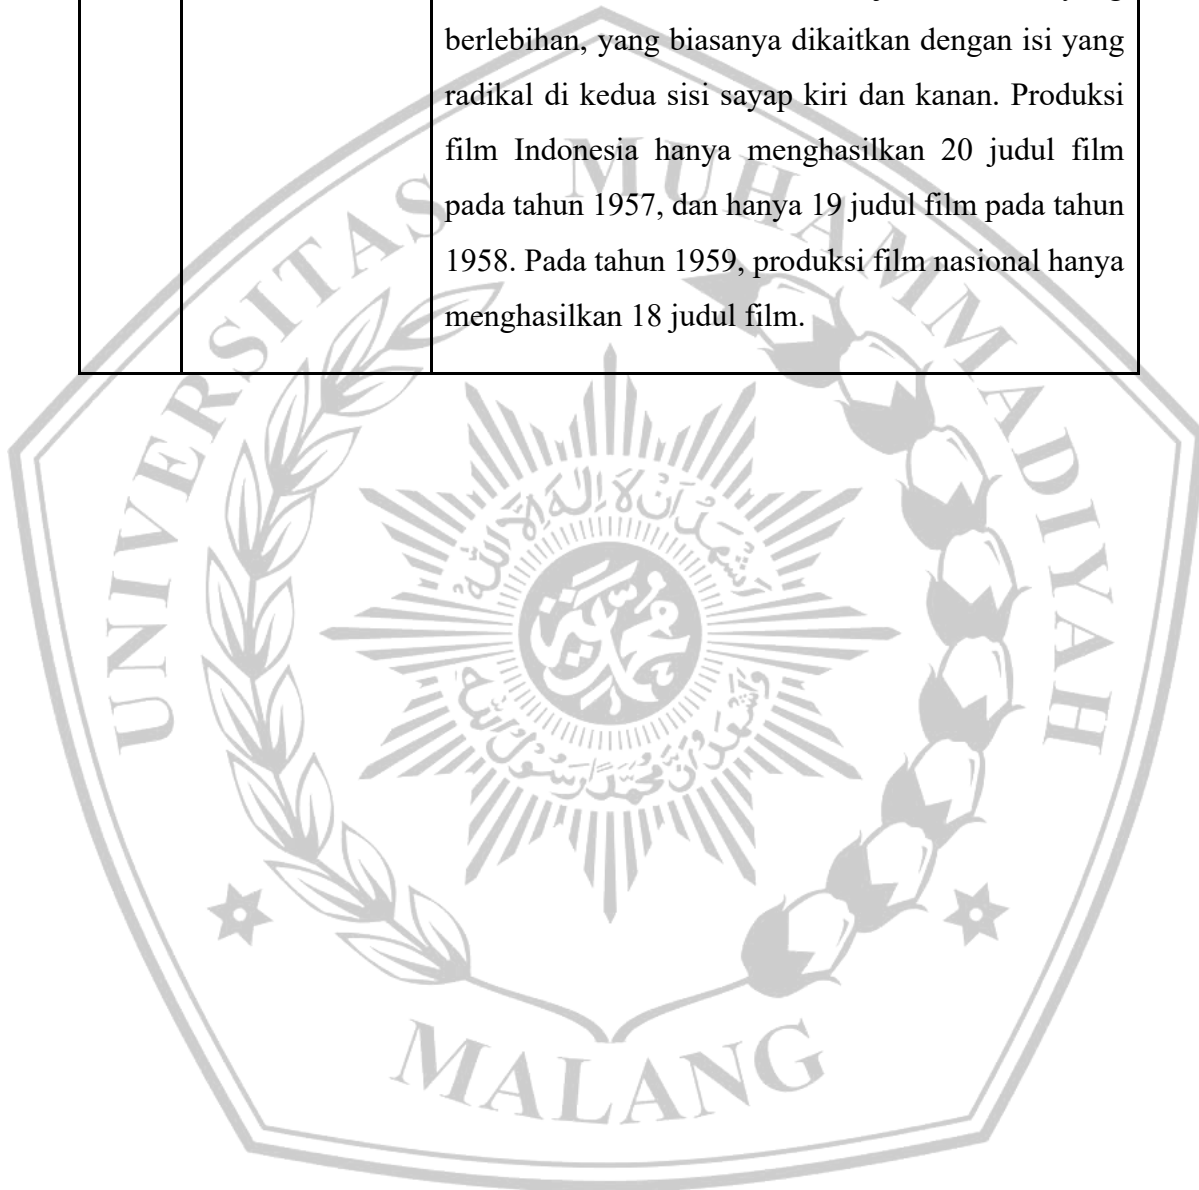 berlebihan, yang biasanya dikaitkan dengan isi yang
radikal di kedua sisi sayap kiri dan kanan. Produksi
film Indonesia hanya menghasilkan 20 judul film
pada tahun 1957, dan hanya 19 judul film pada tahun
1958. Pada tahun 1959, produksi film nasional hanya
menghasilkan 18 judul film.
UNIVERSITAS MUHAMMADIYAH
MALANG